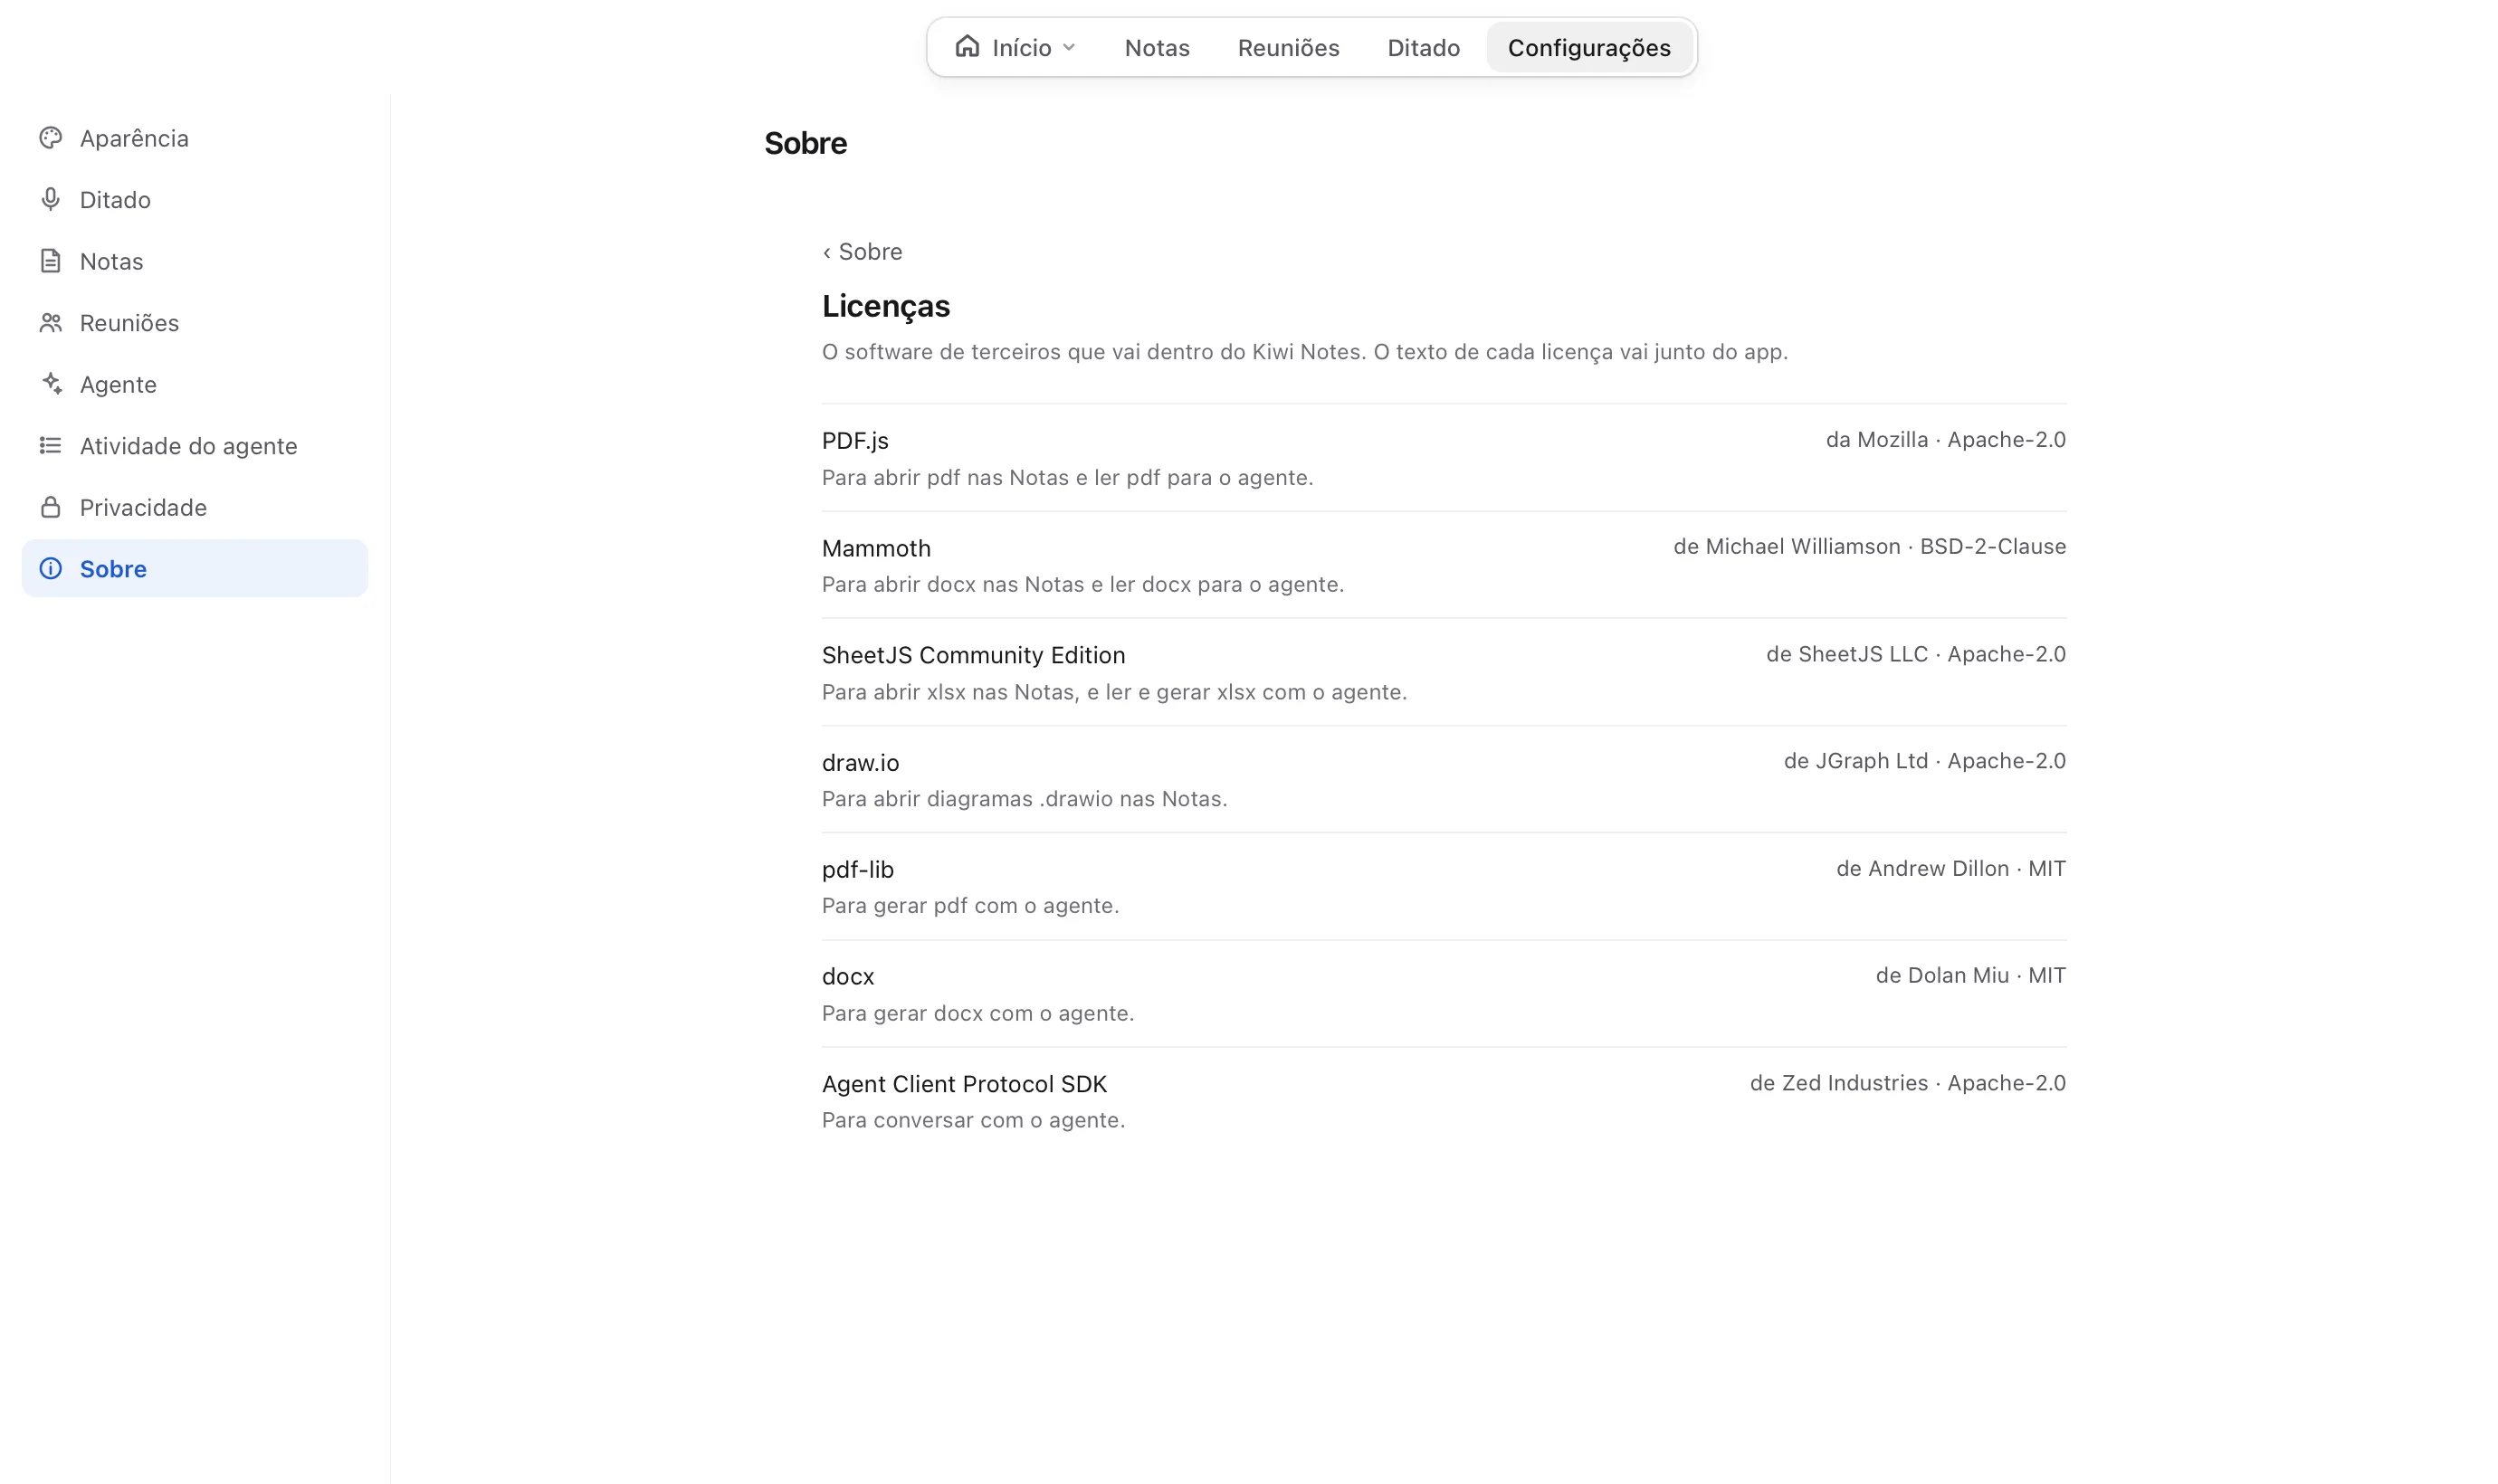 Início
Notas
Reuniões
Ditado
Configurações
Aparência
Ditado
Notas
Reuniões
Agente
Atividade do agente
Privacidade
Sobre
Sobre
‹ Sobre
Licenças
O software de terceiros que vai dentro do Kiwi Notes. O texto de cada licença vai junto do app.
PDF.js
da Mozilla · Apache-2.0
Para abrir pdf nas Notas e ler pdf para o agente.
Mammoth
de Michael Williamson · BSD-2-Clause
Para abrir docx nas Notas e ler docx para o agente.
SheetJS Community Edition
de SheetJS LLC · Apache-2.0
Para abrir xlsx nas Notas, e ler e gerar xlsx com o agente.
draw.io
de JGraph Ltd · Apache-2.0
Para abrir diagramas .drawio nas Notas.
pdf-lib
de Andrew Dillon · MIT
Para gerar pdf com o agente.
docx
de Dolan Miu · MIT
Para gerar docx com o agente.
Agent Client Protocol SDK
de Zed Industries · Apache-2.0
Para conversar com o agente.